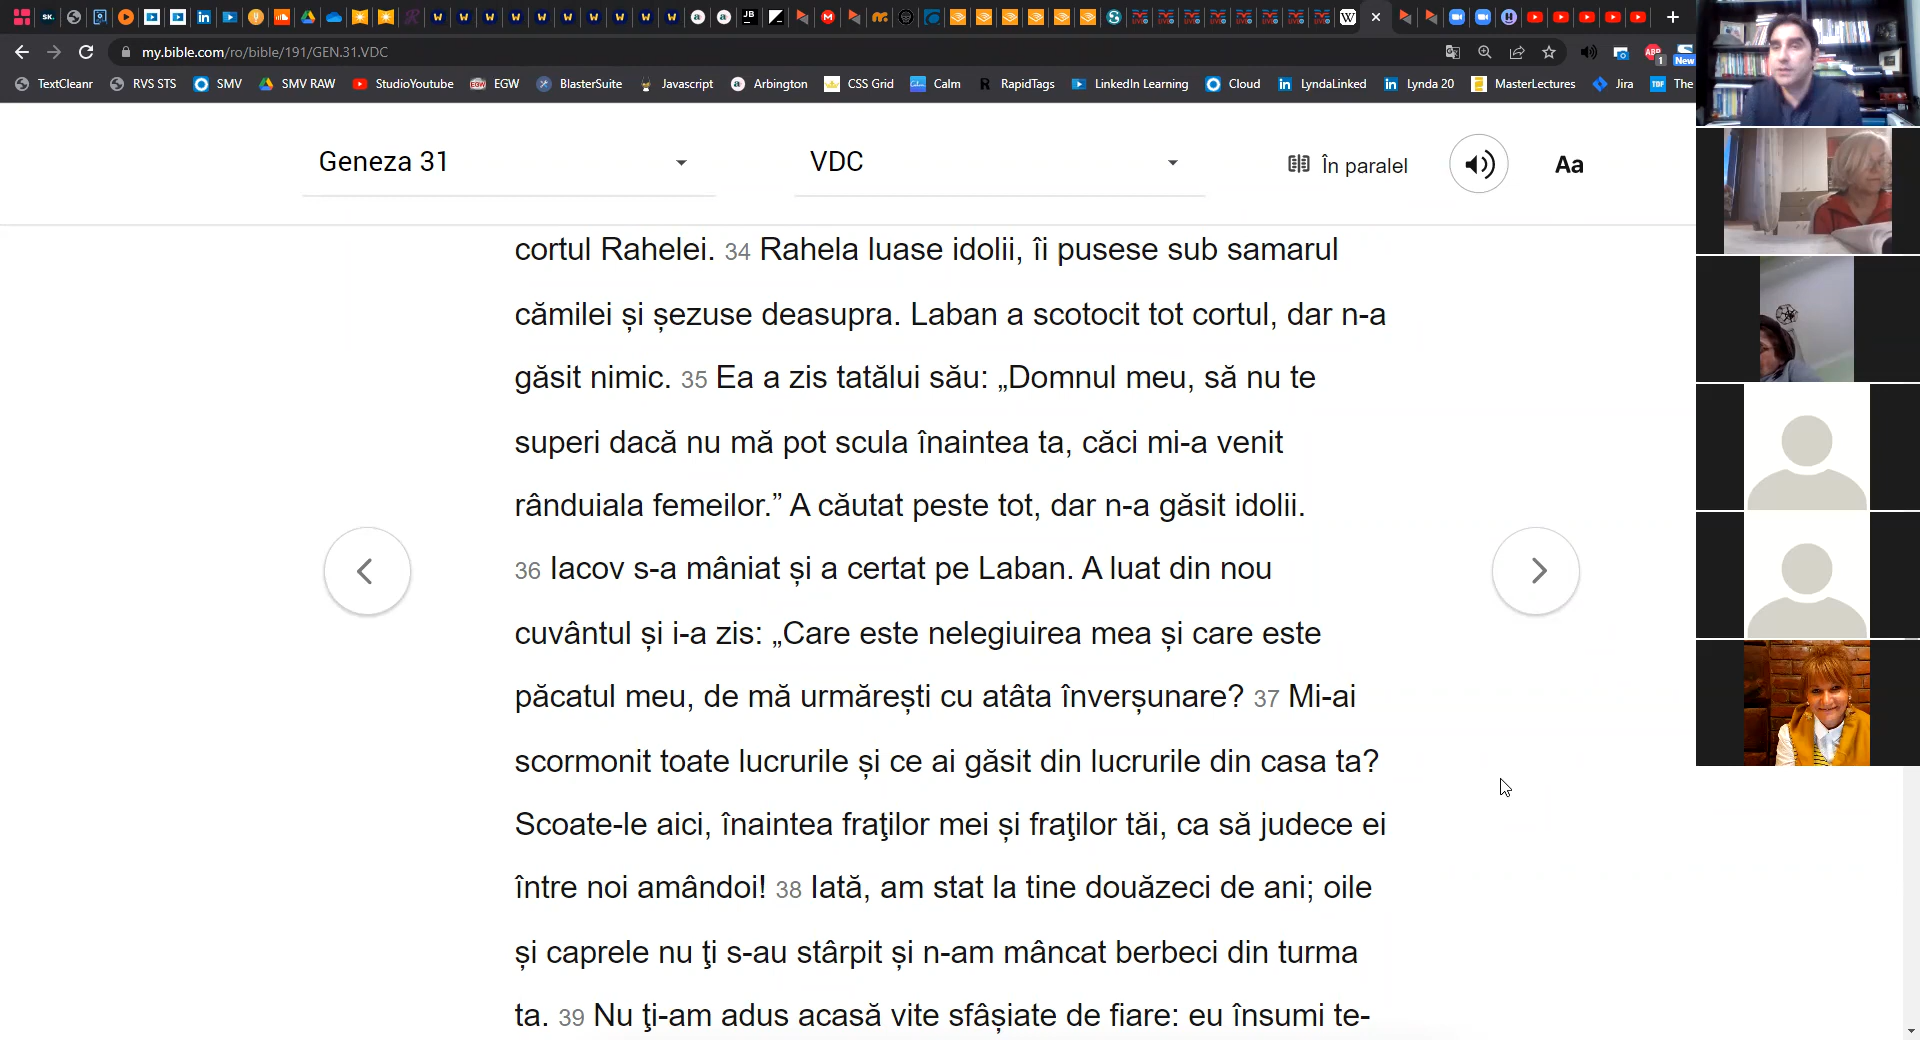 my.bible.com/ro/bible/191/GEN.31.VDC
ABP
1
New
TextCleanr RVS STS SMV SMV RAW StudioYoutube EGW EGW BlasterSuite Javascript Arbington CSS Grid Calm RapidTags LinkedIn Learning Cloud LyndaLinked Lynda 20 MasterLectures Jira The
Geneza 31 VDC În paralel Aa
cortul Rahelei. 34 Rahela luase idolii, îi pusese sub samarul
cămilei și șezuse deasupra. Laban a scotocit tot cortul, dar n-a
găsit nimic. 35 Ea a zis tatălui său: „Domnul meu, să nu te
superi dacă nu mă pot scula înaintea ta, căci mi-a venit
rânduiala femeilor.” A căutat peste tot, dar n-a găsit idolii.
36 Iacov s-a mâniat și a certat pe Laban. A luat din nou
cuvântul și i-a zis: „Care este nelegiuirea mea și care este
păcatul meu, de mă urmărești cu atâta înverșunare? 37 Mi-ai
scormonit toate lucrurile și ce ai găsit din lucrurile din casa ta?
Scoate-le aici, înaintea fraţilor mei și fraţilor tăi, ca să judece ei
între noi amândoi! 38 Iată, am stat la tine douăzeci de ani; oile
și caprele nu ţi s-au stârpit și n-am mâncat berbeci din turma
ta. 39 Nu ţi-am adus acasă vite sfâșiate de fiare: eu însumi te-